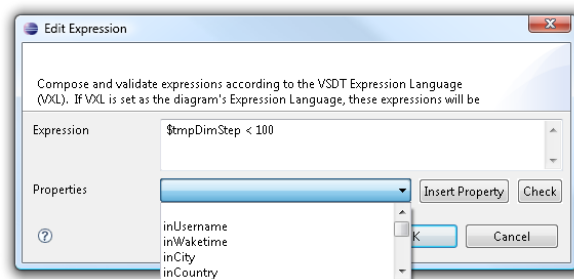 Edit Expression
Compose and validate expressions according to the VSDT Expression Language
(VXL). If VXL is set as the diagram's Expression Language, these expressions will be
Expression
$tmpDimStep < 100
Properties
Insert Property
Check
inUsername
inWaketime
inCity
inCountry
K
Cancel